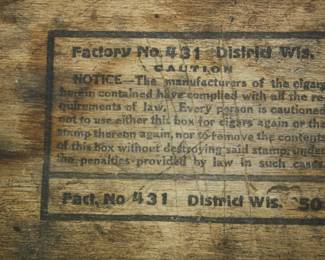 Factory No. 431 District Wis.
CAUTION
NOTICE—The manufacturers of the cigars
herein contained have complied with all the re-
quirements of law. Every person is cautioned
not to use either this box for cigars again or the
stamp thereon again, nor to remove the contents
of this box without destroying said stamp, under
the penalties provided by law in such cases.
Fact. No 431 District Wis. 50